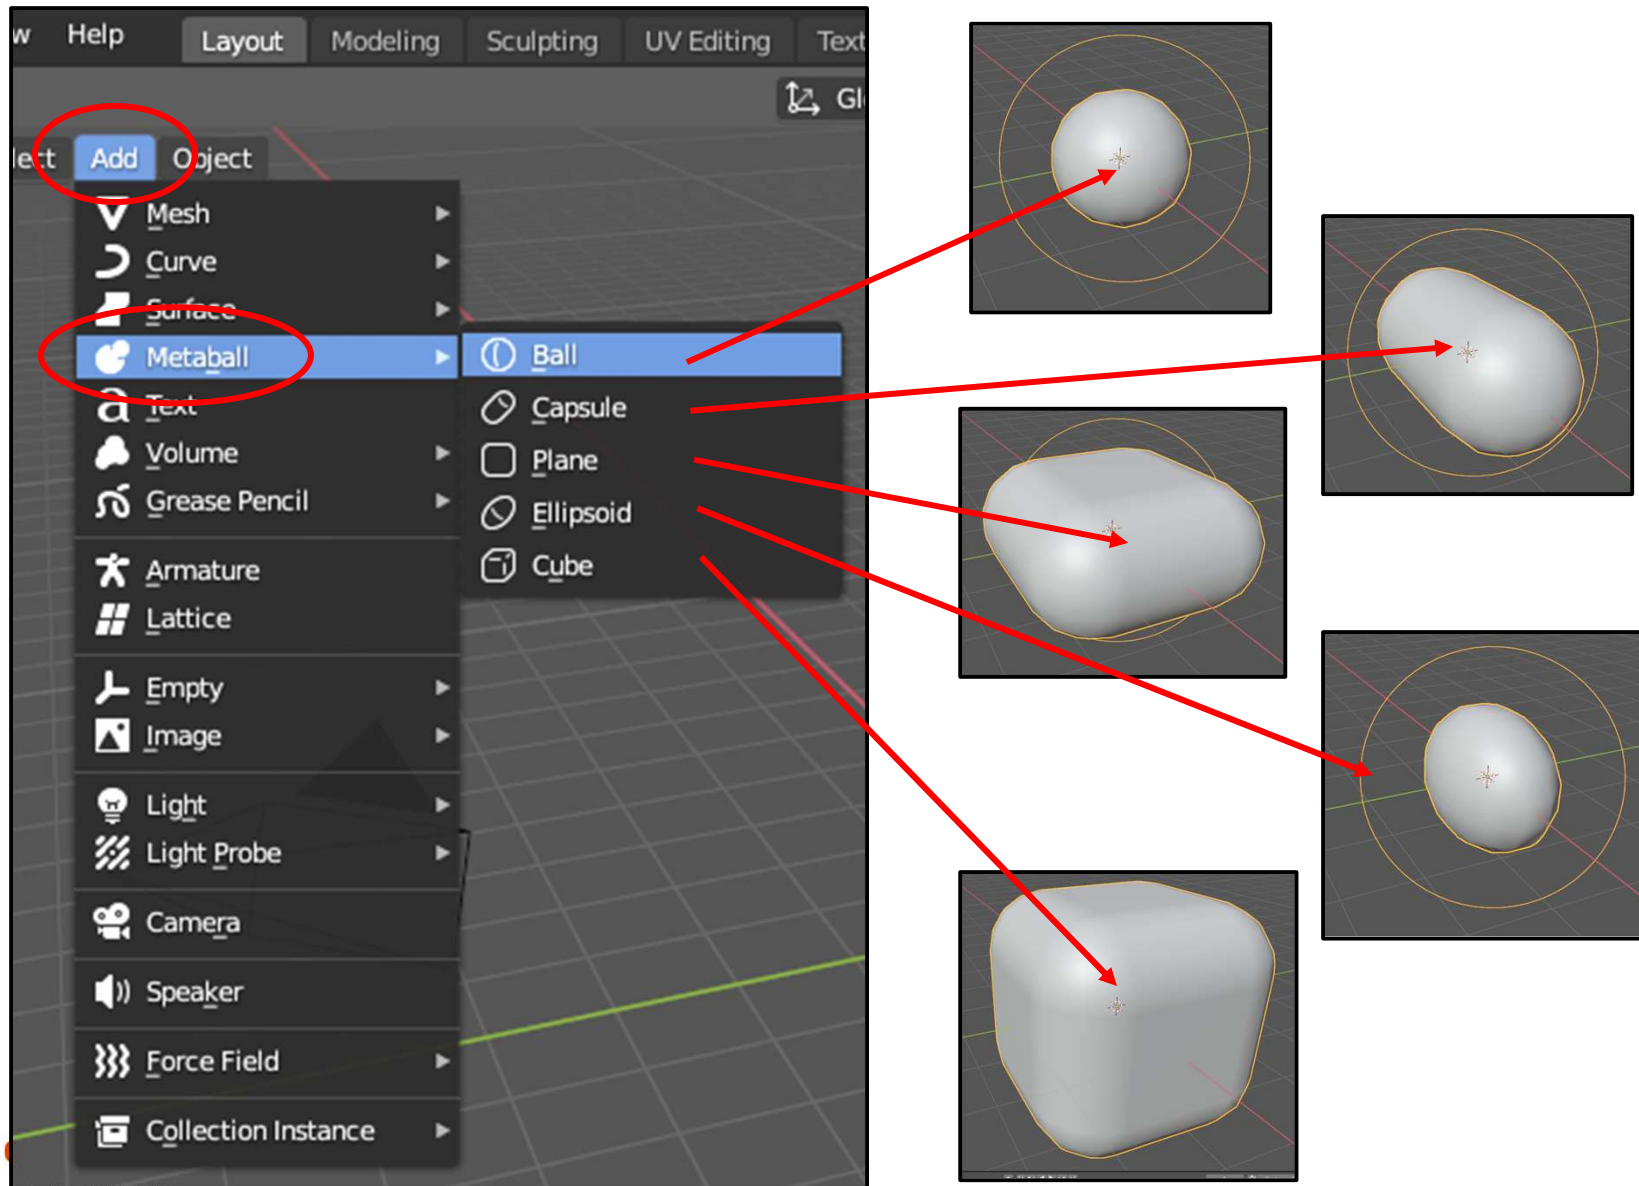 Help Layout Modeling Sculpting UV Editing
Add Object
Mesh
Curve
Surface
Metaball
Text
Volume
Grease Pencil
Armature
Lattice
Empty
Image
Light
Light Probe
Camera
Speaker
Force Field
Collection Instance
Ball
Capsule
Plane
Ellipsoid
Cube